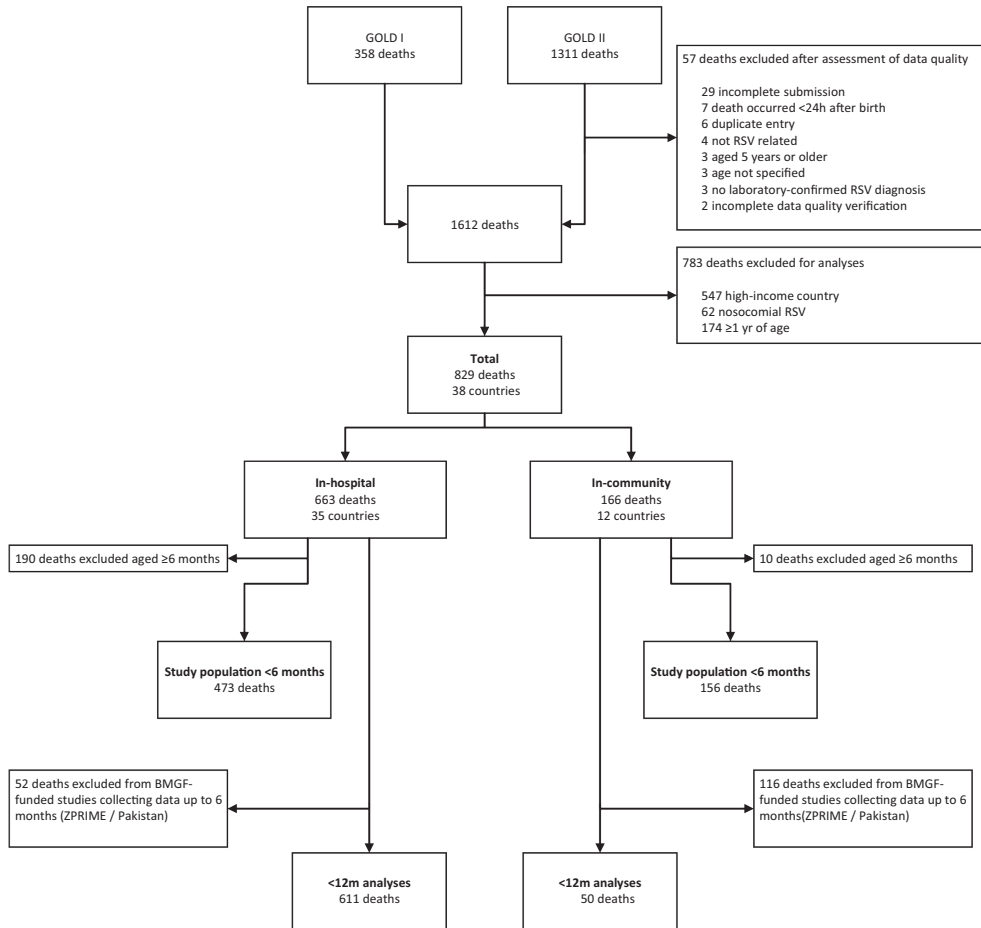 GOLD I
358 deaths
GOLD II
1311 deaths
57 deaths excluded after assessment of data quality
29 incomplete submission
7 death occurred <24h after birth
6 duplicate entry
4 not RSV related
3 aged 5 years or older
3 age not specified
3 no laboratory-confirmed RSV diagnosis
2 incomplete data quality verification
1612 deaths
783 deaths excluded for analyses
547 high-income country
62 nosocomial RSV
174 ≥1 yr of age
Total
829 deaths
38 countries
In-hospital
663 deaths
35 countries
In-community
166 deaths
12 countries
190 deaths excluded aged ≥6 months
10 deaths excluded aged ≥6 months
Study population <6 months
473 deaths
Study population <6 months
156 deaths
52 deaths excluded from BMGF-
funded studies collecting data up to 6
months (ZPRIME / Pakistan)
116 deaths excluded from BMGF-
funded studies collecting data up to 6
months(ZPRIME / Pakistan)
<12m analyses
611 deaths
<12m analyses
50 deaths